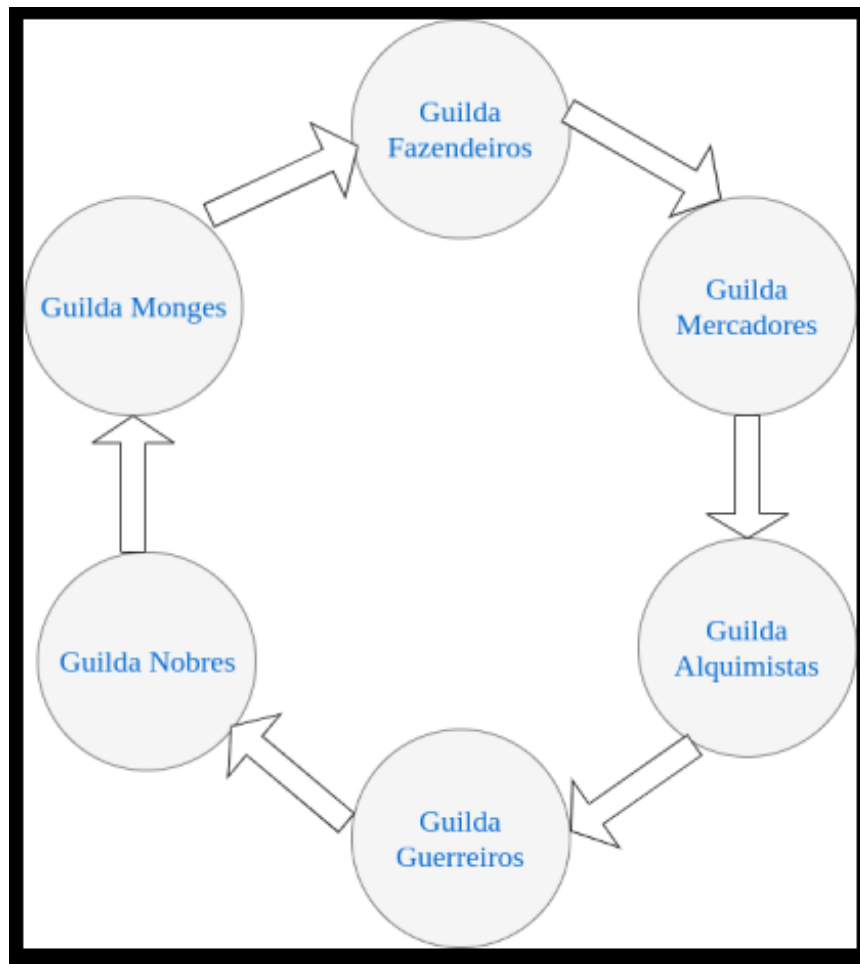 Guilda
Fazendeiros
Guilda
Mercadores
Guilda Monges
Guilda
Alquimistas
Guilda Nobres
Guilda
Guerreiros